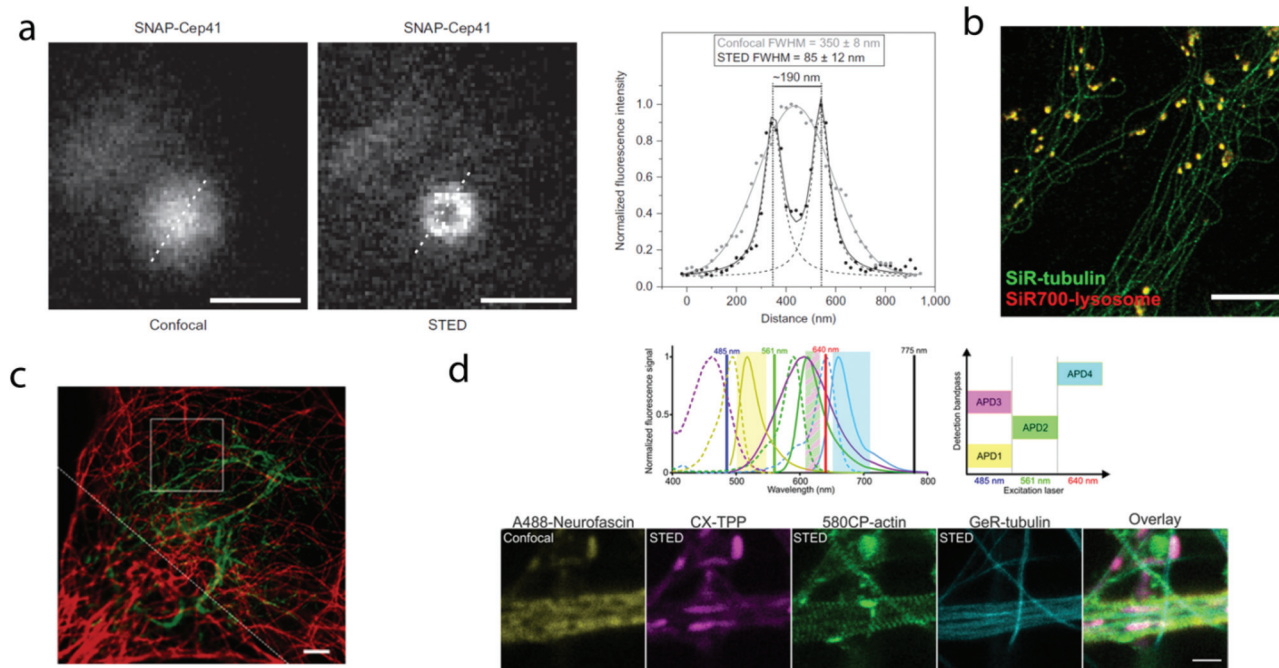 a
SNAP-Cep41
SNAP-Cep41
Confocal
STED
Confocal FWHM = 350 ± 8 nm
STED FWHM = 85 ± 12 nm
~190 nm
Normalized fluorescence intensity
1.0
0.8
0.6
0.4
0.2
0.0
0
200
400
600
800
1,000
Distance (nm)
b
SiR-tubulin
SiR700-lysosome
c
d
485 nm
561 nm
640 nm
775 nm
Normalized fluorescence signal
1
0.5
0
400
500
600
700
800
Wavelength (nm)
Detection bandpass
APD4
APD3
APD2
APD1
485 nm
561 nm
640 nm
Excitation laser
A488-Neurofascin
CX-TPP
580CP-actin
GeR-tubulin
Overlay
Confocal
STED
STED
STED